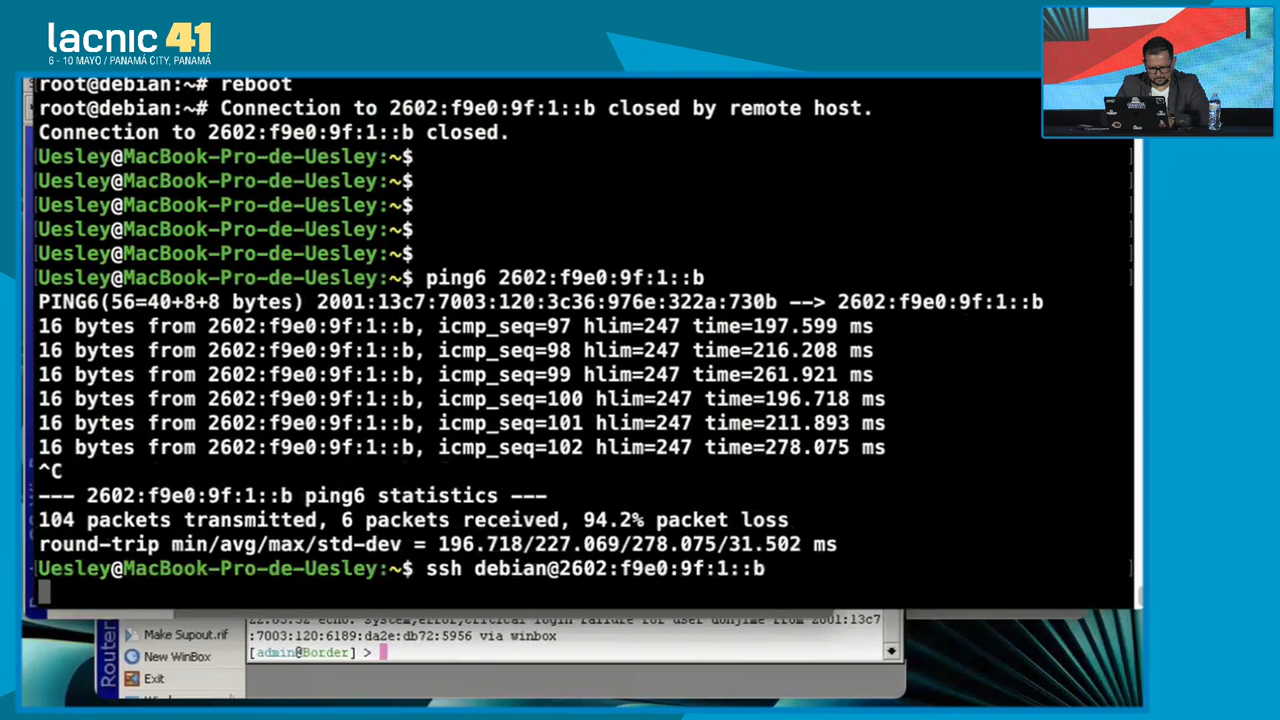 lacnic 41
6 - 10 MAYO / PANAMÁ CITY, PANAMÁ
root@debian:~# reboot
root@debian:~# Connection to 2602:f9e0:9f:1::b closed by remote host.
Connection to 2602:f9e0:9f:1::b closed.
Uesley@MacBook-Pro-de-Uesley:~$
Uesley@MacBook-Pro-de-Uesley:~$
Uesley@MacBook-Pro-de-Uesley:~$
Uesley@MacBook-Pro-de-Uesley:~$
Uesley@MacBook-Pro-de-Uesley:~$
Uesley@MacBook-Pro-de-Uesley:~$ ping6 2602:f9e0:9f:1::b
PING6(56=40+8+8 bytes) 2001:13c7:7003:120:3c36:976e:322a:730b --> 2602:f9e0:9f:1::b
16 bytes from 2602:f9e0:9f:1::b, icmp_seq=97 hlim=247 time=197.599 ms
16 bytes from 2602:f9e0:9f:1::b, icmp_seq=98 hlim=247 time=216.208 ms
16 bytes from 2602:f9e0:9f:1::b, icmp_seq=99 hlim=247 time=261.921 ms
16 bytes from 2602:f9e0:9f:1::b, icmp_seq=100 hlim=247 time=196.718 ms
16 bytes from 2602:f9e0:9f:1::b, icmp_seq=101 hlim=247 time=211.893 ms
16 bytes from 2602:f9e0:9f:1::b, icmp_seq=102 hlim=247 time=278.075 ms
^C
--- 2602:f9e0:9f:1::b ping6 statistics ---
104 packets transmitted, 6 packets received, 94.2% packet loss
round-trip min/avg/max/std-dev = 196.718/227.069/278.075/31.502 ms
Uesley@MacBook-Pro-de-Uesley:~$ ssh debian@2602:f9e0:9f:1::b
Router
Make Supout.rif
New WinBox
Exit
echo: system,error,critical login failure for user donjime from 2001:13c7
:7003:120:6189:da2e:db72:5956 via winbox
[admin@Border] >